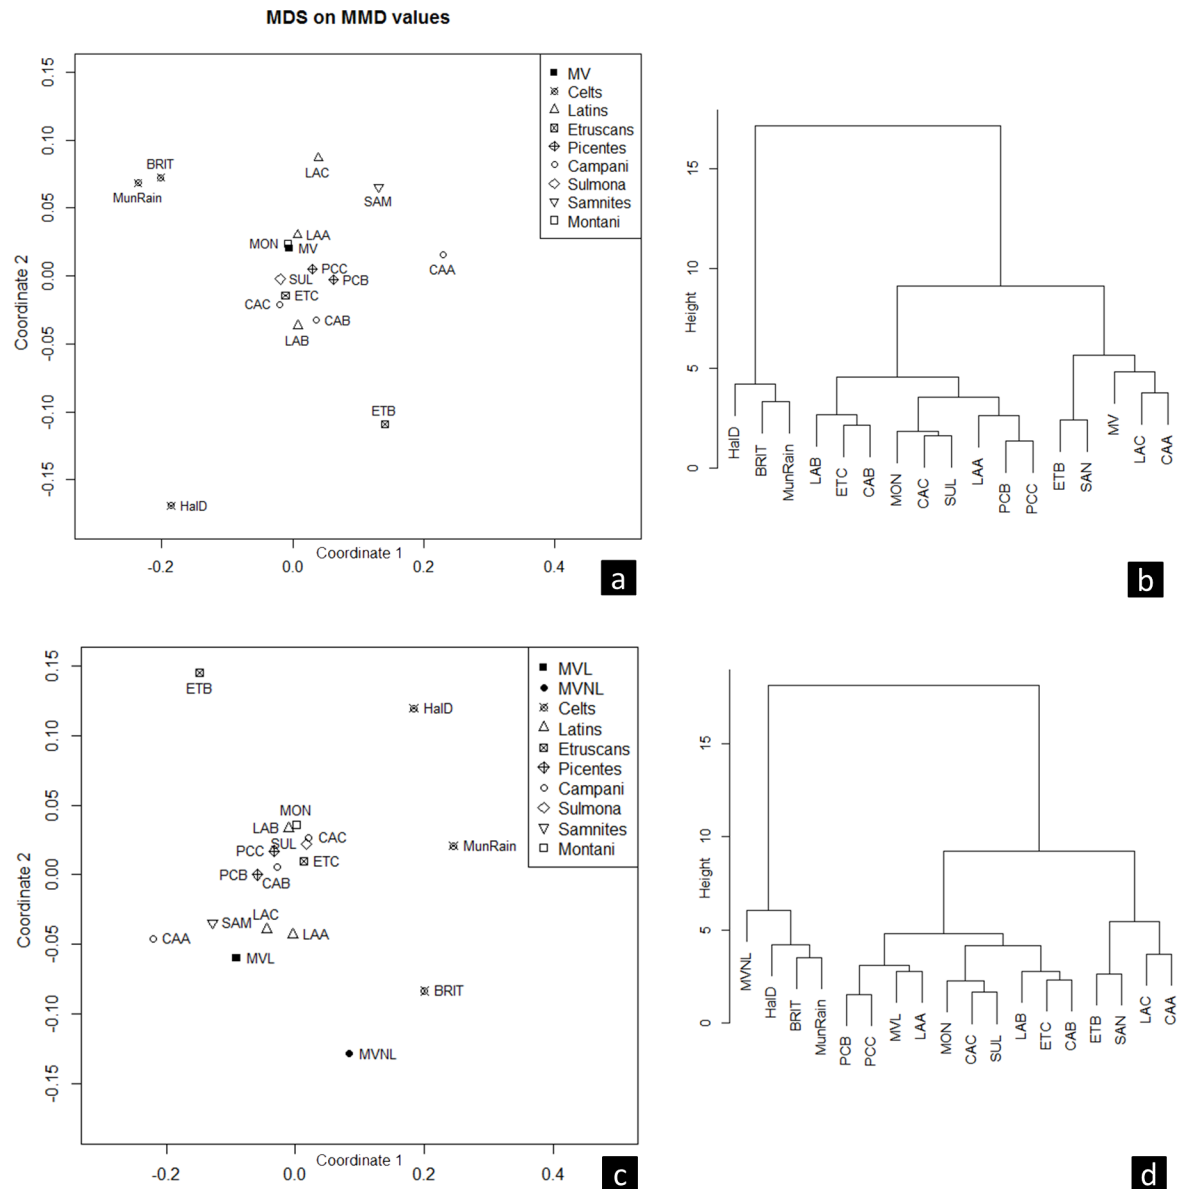 MDS on MMD values
Coordinate 2
0.15
0.10
0.05
0.00
-0.05
-0.10
-0.15
BRIT
MunRain
LAC
SAM
MON
LAA
MV
CAA
PCC
SUL
PCB
ETC
CAC
CAB
LAB
ETB
HalD
MV
Celts
Latins
Etruscans
Picentes
Campani
Sulmona
Samnites
Montani
Coordinate 1
-0.2
0.0
0.2
0.4
a
Height
15
10
5
0
HalD
BRIT
MunRain
LAB
ETC
CAB
MON
CAC
SUL
LAA
PCB
PCC
ETB
SAN
MV
LAC
CAA
b
Coordinate 2
0.15
0.10
0.05
0.00
-0.05
-0.10
-0.15
ETB
HalD
MON
LAB
CAC
SUL
PCC
ETC
MunRain
PCB
CAB
LAC
SAM
CAA
LAA
MVL
BRIT
MVNL
MVL
MVNL
Celts
Latins
Etruscans
Picentes
Campani
Sulmona
Samnites
Montani
Coordinate 1
-0.2
0.0
0.2
0.4
c
Height
15
10
5
0
MVNL
HalD
BRIT
MunRain
PCB
PCC
MVL
LAA
MON
CAC
SUL
LAB
ETC
CAB
ETB
SAN
LAC
CAA
d